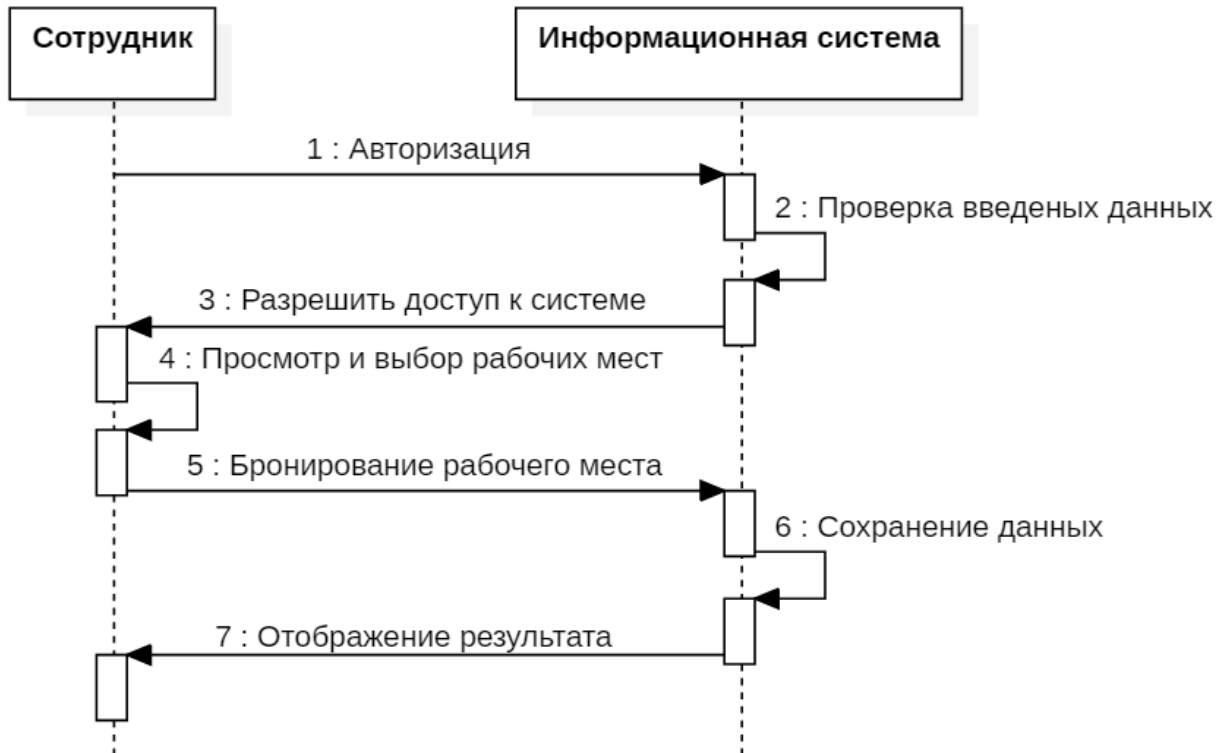 Сотрудник
Информационная система
1 : Авторизация
2 : Проверка введеных данных
3 : Разрешить доступ к системе
4 : Просмотр и выбор рабочих мест
5 : Бронирование рабочего места
6 : Сохранение данных
7 : Отображение результата